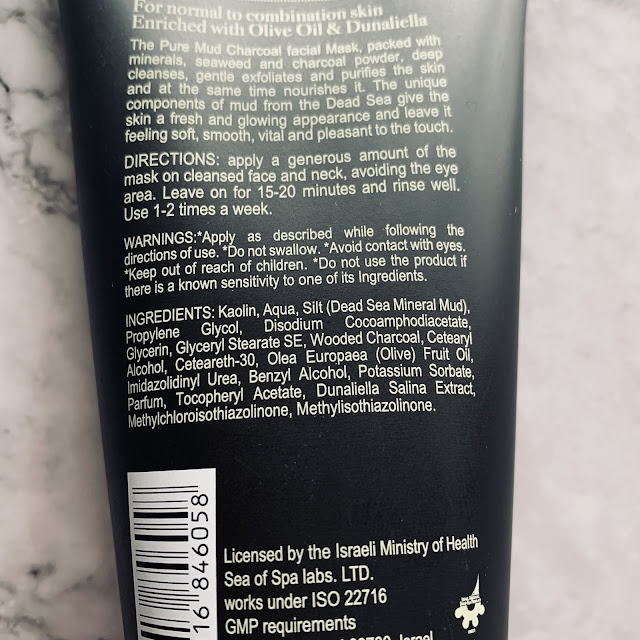 For normal to combination skin
Enriched with Olive Oil & Dunaliella
The Pure Mud Charcoal facial Mask, packed with
minerals, seaweed and charcoal powder, deep
cleanses, gentle exfoliates and purifies the skin
and at the same time nourishes it. The unique
components of mud from the Dead Sea give the
skin a fresh and glowing appearance and leave it
feeling soft, smooth, vital and pleasant to the touch.
DIRECTIONS: apply a generous amount of the
mask on cleansed face and neck, avoiding the eye
area. Leave on for 15-20 minutes and rinse well.
Use 1-2 times a week.
WARNINGS:*Apply as described while following the
directions of use. *Do not swallow. *Avoid contact with eyes.
*Keep out of reach of children. *Do not use the product if
there is a known sensitivity to one of its Ingredients.
INGREDIENTS: Kaolin, Aqua, Silt (Dead Sea Mineral Mud),
Propylene Glycol, Disodium Cocoamphodiacetate,
Glycerin, Glyceryl Stearate SE, Wooded Charcoal, Cetearyl
Alcohol, Ceteareth-30, Olea Europaea (Olive) Fruit Oil,
Imidazolidinyl Urea, Benzyl Alcohol, Potassium Sorbate,
Parfum, Tocopheryl Acetate, Dunaliella Salina Extract,
Methylchloroisothiazolinone, Methylisothiazolinone.
16846058
Licensed by the Israeli Ministry of Health
Sea of Spa labs. LTD.
works under ISO 22716
GMP requirements
Israel